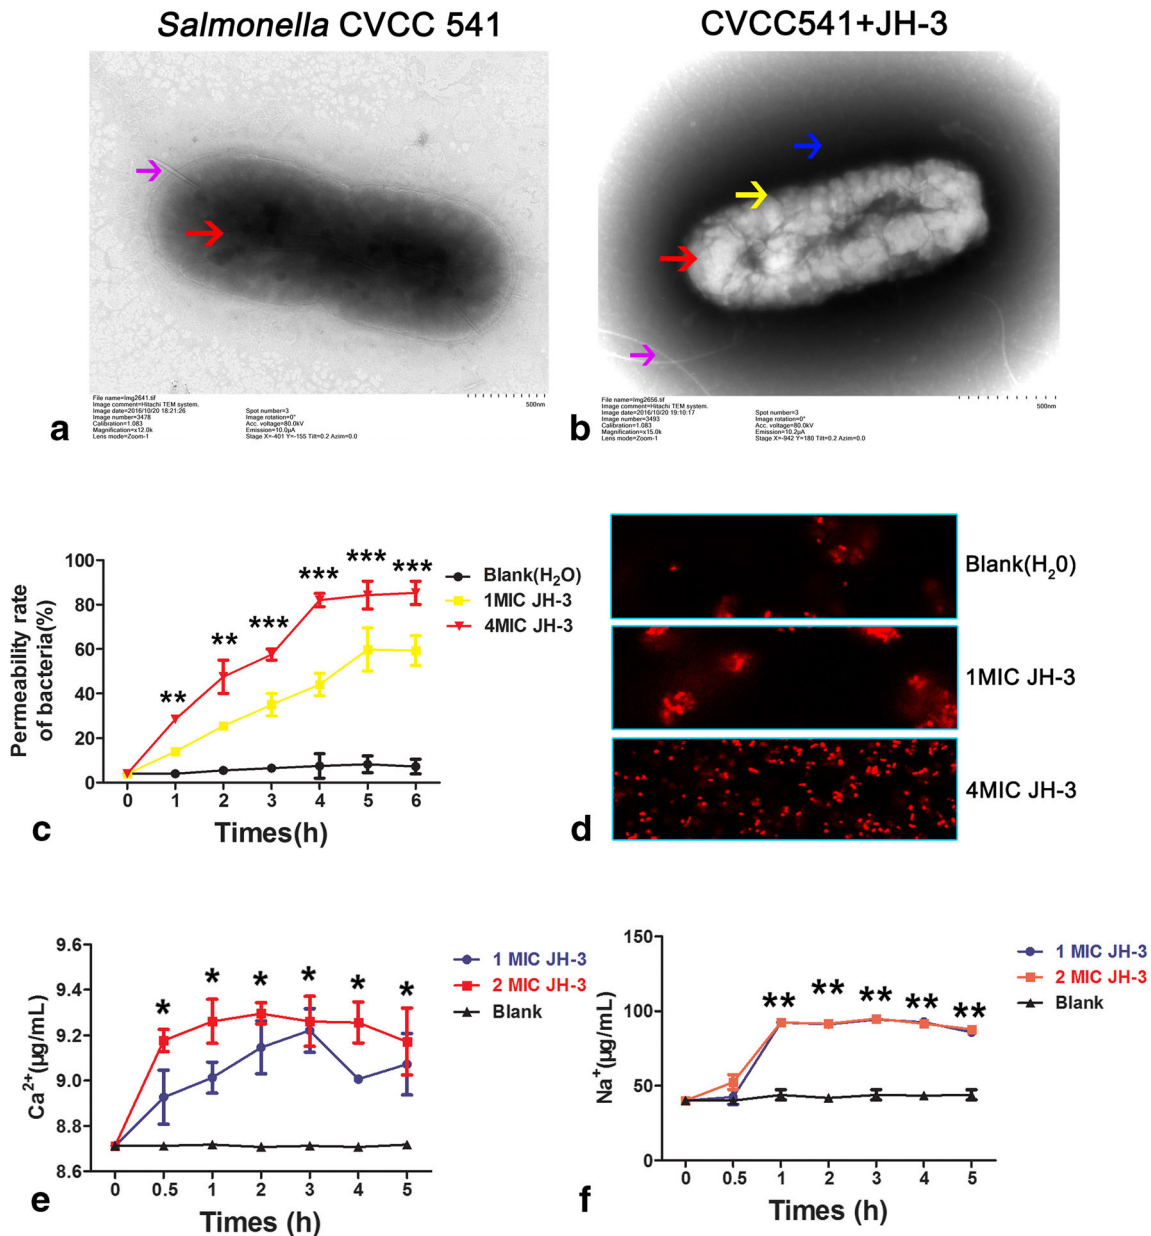 Salmonella CVCC 541
CVCC541+JH-3
File name=Img2641.tif
Image comment=Hitachi TEM system.
Image date=2016/10/20 18:21:26
Image number=3478
Calibration=1.083
Magnification=x12.0k
Lens mode=Zoom-1
Spot number=3
Image rotation=0°
Acc. voltage=80.0kV
Emission=10.0µA
Stage X=-401 Y=-155 Tilt=0.2 Azim=0.0
500nm
a
File name=Img2656.tif
Image comment=Hitachi TEM system.
Image date=2016/10/20 19:10:17
Image number=3493
Calibration=1.083
Magnification=x15.0k
Lens mode=Zoom-1
Spot number=3
Image rotation=0°
Acc. voltage=80.0kV
Emission=10.2µA
Stage X=-942 Y=180 Tilt=0.2 Azim=0.0
500nm
b
Permeability rate
of bacteria(%)
100
80
60
40
20
0
** ** *** *** *** ***
0 1 2 3 4 5 6
Times(h)
Blank(H₂O)
1MIC JH-3
4MIC JH-3
c
Blank(H₂0)
1MIC JH-3
4MIC JH-3
d
Ca²⁺(µg/mL)
9.6
9.4
9.2
9.0
8.8
8.6
* * * * * *
0 0.5 1 2 3 4 5
Times (h)
1 MIC JH-3
2 MIC JH-3
Blank
e
Na⁺(µg/mL)
150
100
50
0
** ** ** ** **
0 0.5 1 2 3 4 5
Times (h)
1 MIC JH-3
2 MIC JH-3
Blank
f